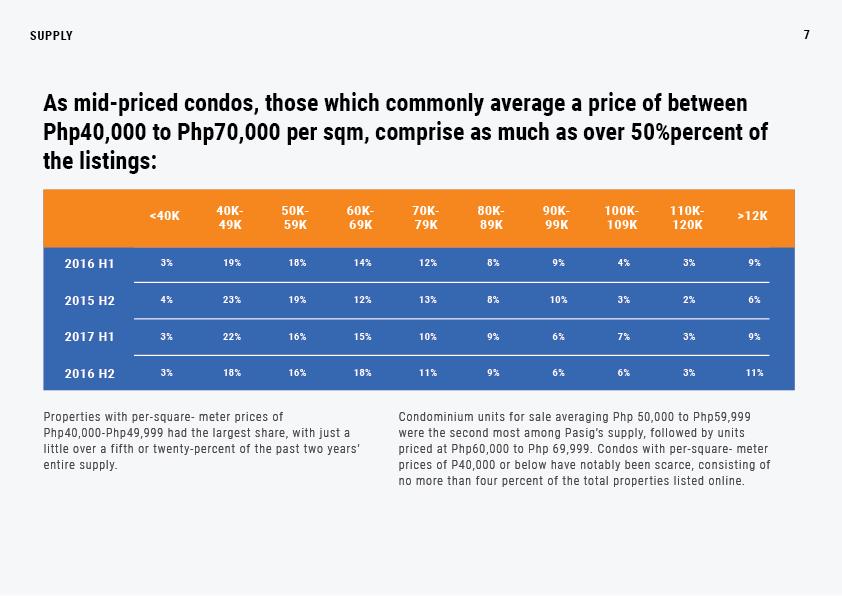 SUPPLY 7
As mid-priced condos, those which commonly average a price of between
Php40,000 to Php70,000 per sqm, comprise as much as over 50%percent of
the listings:
<40K 40K-49K 50K-59K 60K-69K 70K-79K 80K-89K 90K-99K 100K-109K 110K-120K >12K
2016 H1 3% 19% 18% 14% 12% 8% 9% 4% 3% 9%
2015 H2 4% 23% 19% 12% 13% 8% 10% 3% 2% 6%
2017 H1 3% 22% 16% 15% 10% 9% 6% 7% 3% 9%
2016 H2 3% 18% 16% 18% 11% 9% 6% 6% 3% 11%
Properties with per-square- meter prices of
Php40,000-Php49,999 had the largest share, with just a
little over a fifth or twenty-percent of the past two years'
entire supply.
Condominium units for sale averaging Php 50,000 to Php59,999
were the second most among Pasig's supply, followed by units
priced at Php60,000 to Php 69,999. Condos with per-square- meter
prices of P40,000 or below have notably been scarce, consisting of
no more than four percent of the total properties listed online.